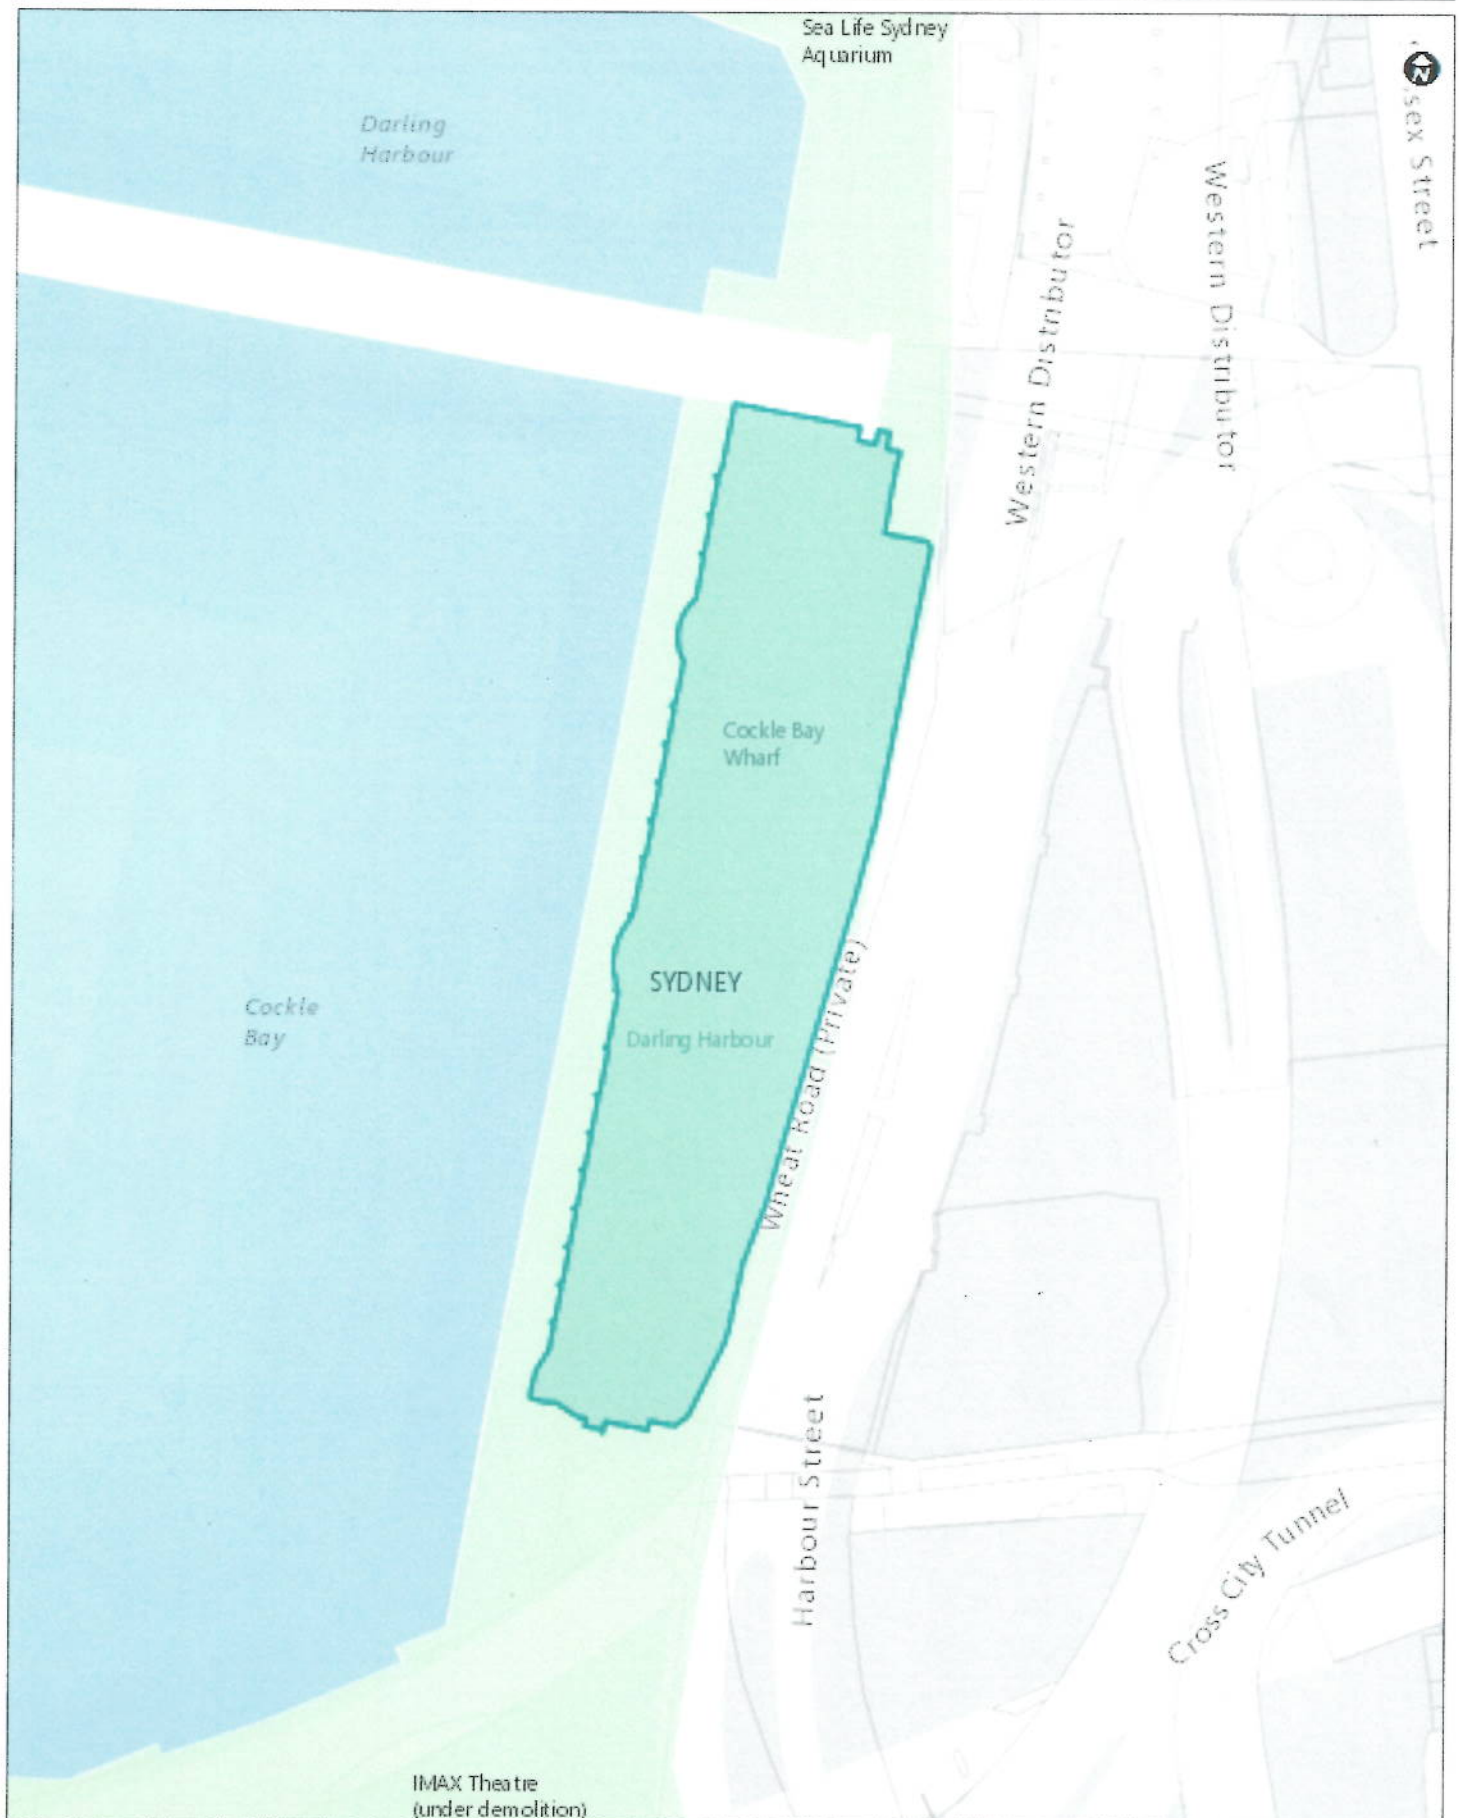 Sea Life Sydney
Aquarium
Darling
Harbour
N
sex Street
Western Distributor
Western Distributor
Cockle Bay
Wharf
SYDNEY
Darling Harbour
Cockle
Bay
Wheat Road (Private)
Harbour Street
Cross City Tunnel
IMAX Theatre
(under demolition)